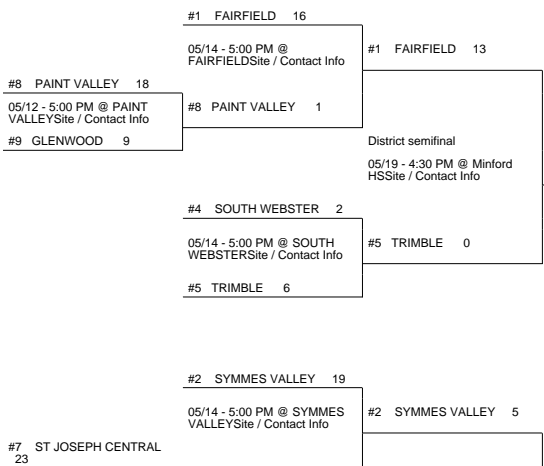 #1 FAIRFIELD 16
05/14 - 5:00 PM @
FAIRFIELDSite / Contact Info
#1 FAIRFIELD 13
#8 PAINT VALLEY 18
05/12 - 5:00 PM @ PAINT
VALLEYSite / Contact Info
#8 PAINT VALLEY 1
#9 GLENWOOD 9
District semifinal
05/19 - 4:30 PM @ Minford
HSSite / Contact Info
#4 SOUTH WEBSTER 2
05/14 - 5:00 PM @ SOUTH
WEBSTERSite / Contact Info
#5 TRIMBLE 0
#5 TRIMBLE 6
#2 SYMMES VALLEY 19
05/14 - 5:00 PM @ SYMMES
VALLEYSite / Contact Info
#2 SYMMES VALLEY 5
#7 ST JOSEPH CENTRAL
23